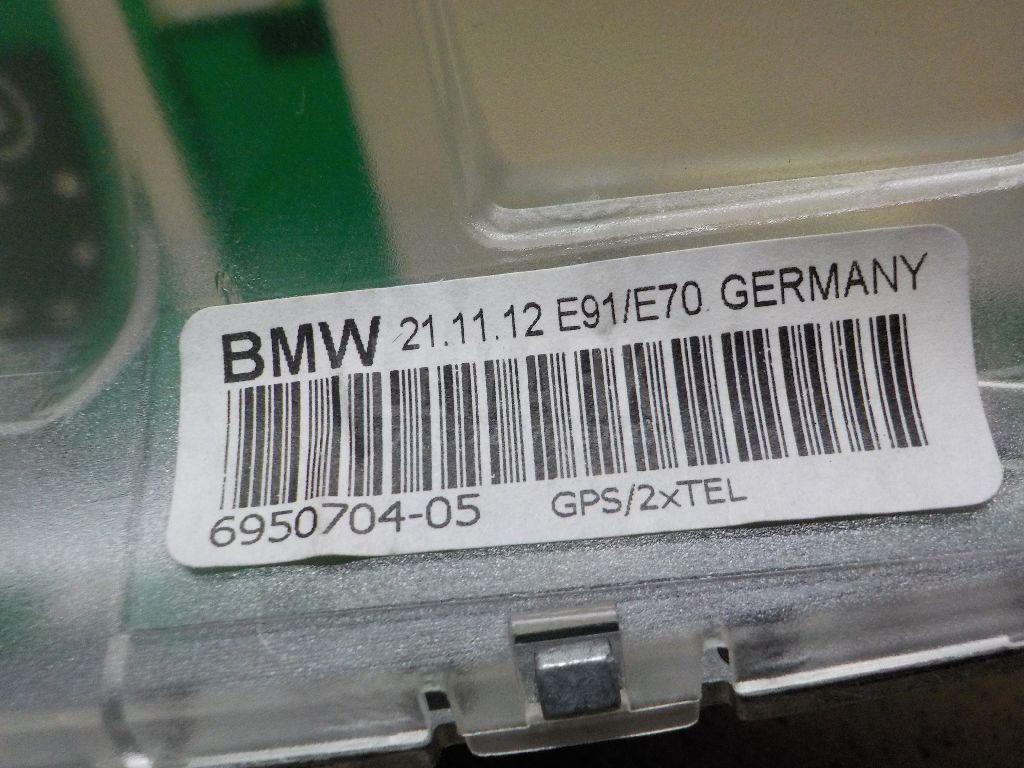 BMW 21.11.12 E91/E70 GERMANY
6950704-05 GPS/2xTEL